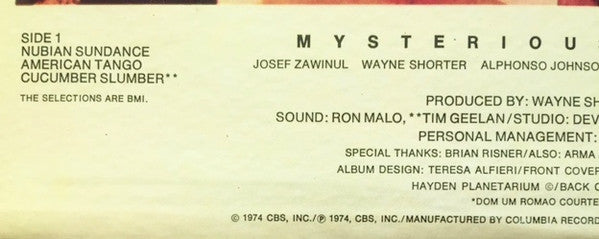 SIDE 1
NUBIAN SUNDANCE
AMERICAN TANGO
CUCUMBER SLUMBER**
THE SELECTIONS ARE BMI.
MYSTERIOUS
JOSEF ZAWINUL WAYNE SHORTER ALPHONSO JOHNSO
PRODUCED BY: WAYNE SH
SOUND: RON MALO, **TIM GEELAN/STUDIO: DEV
PERSONAL MANAGEMENT:
SPECIAL THANKS: BRIAN RISNER/ALSO: ARMA
ALBUM DESIGN: TERESA ALFIERI/FRONT COVER
HAYDEN PLANETARIUM ©/BACK C
*DOM UM ROMAO COURTE
© 1974 CBS, INC./℗ 1974, CBS, INC./MANUFACTURED BY COLUMBIA RECORD